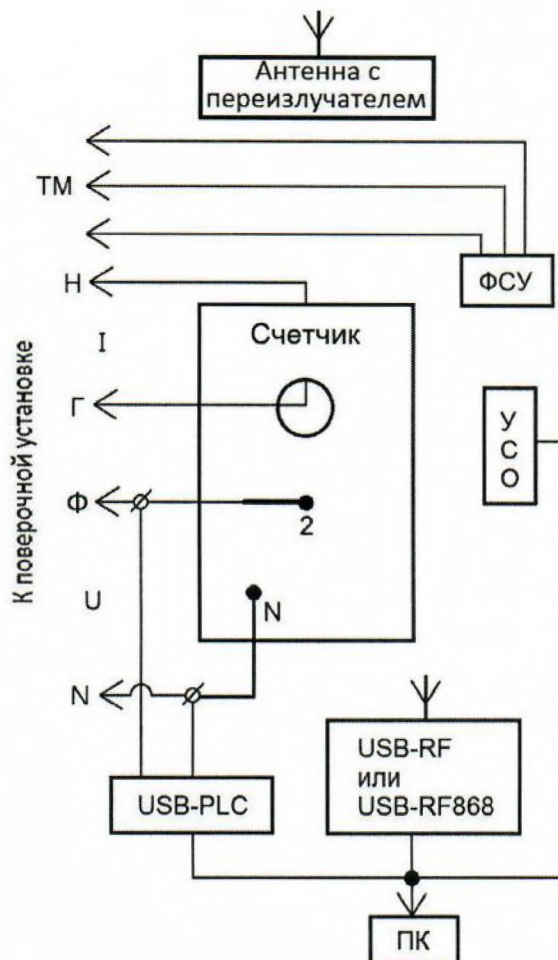 Антенна с
переизлучателем
ТМ
ФСУ
Н
Счетчик
I
Г
У
С
О
К поверочной установке
Ф
2
U
N
N
USB-RF
или
USB-RF868
USB-PLC
ПК